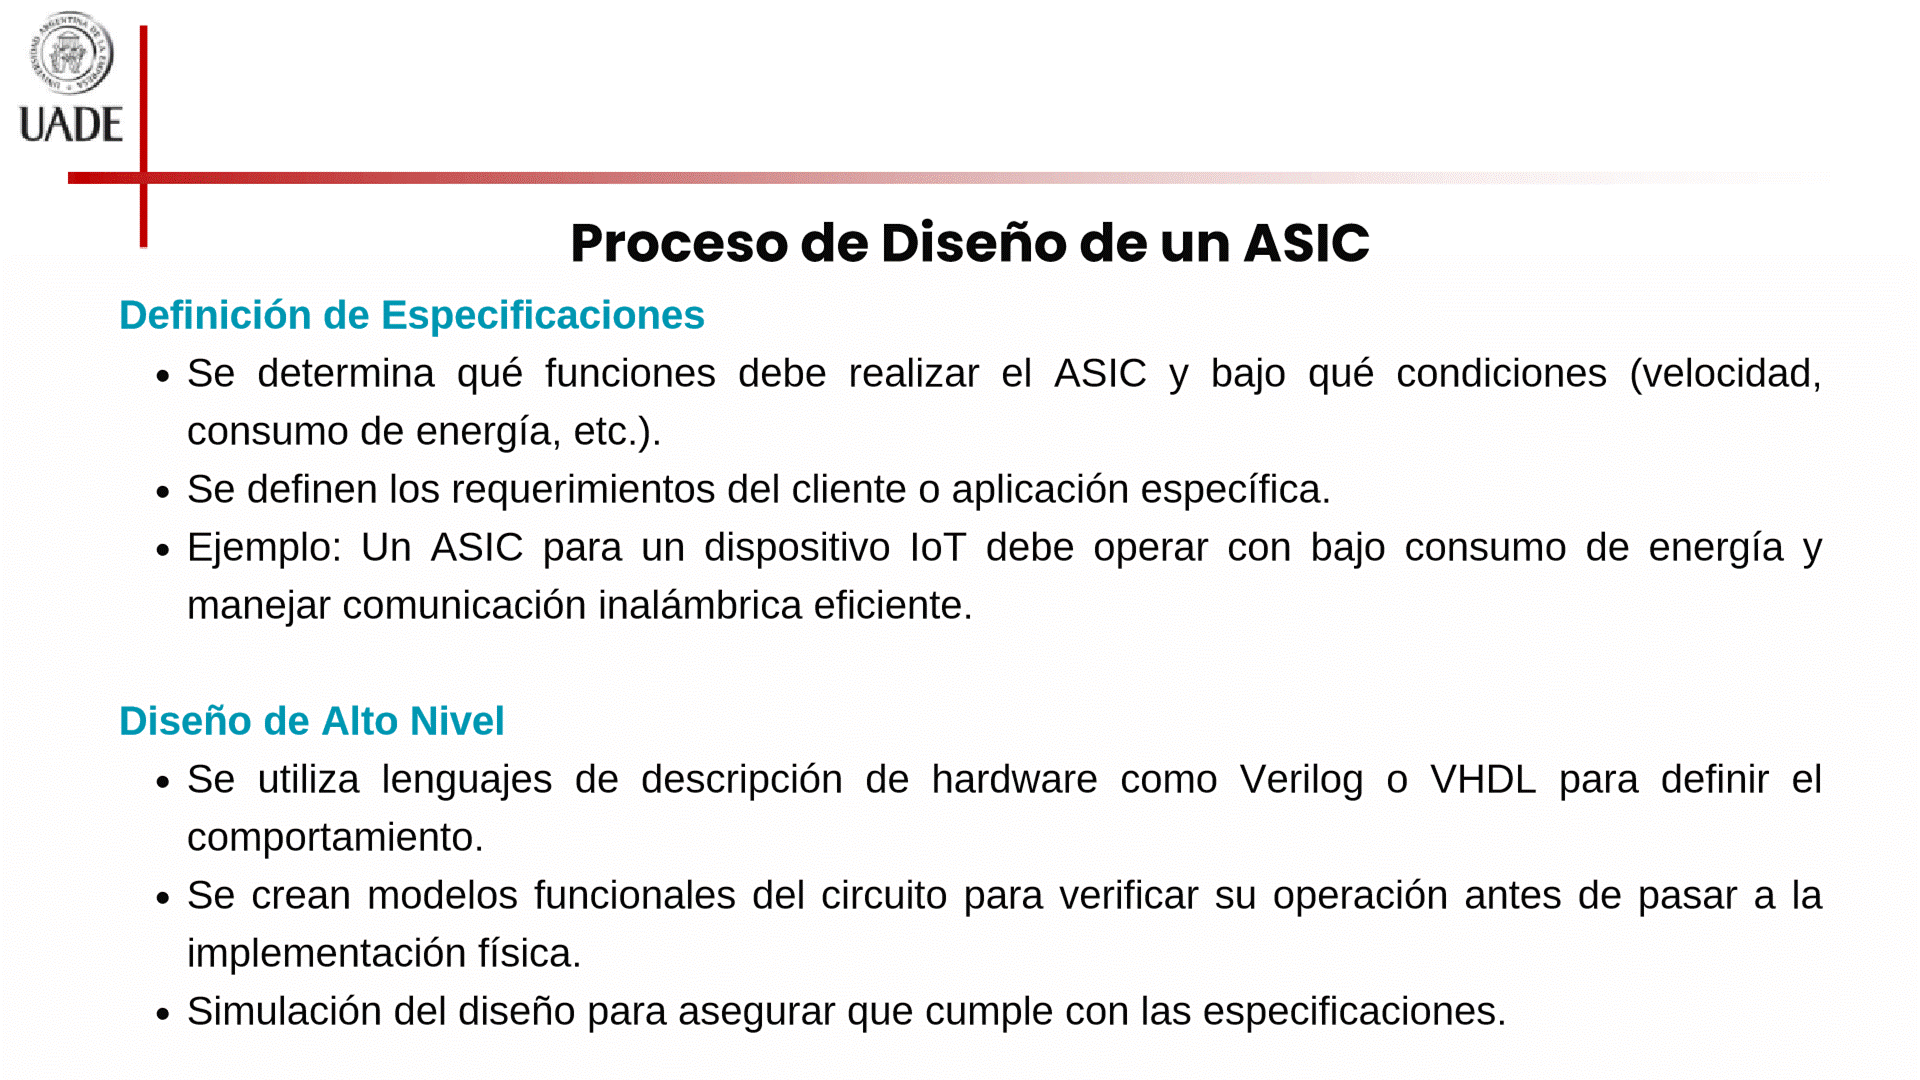 UNIVERSIDAD ARGENTINA DE LA EMPRESA
UADE
Proceso de Diseño de un ASIC
Definición de Especificaciones
• Se determina qué funciones debe realizar el ASIC y bajo qué condiciones (velocidad,
consumo de energía, etc.).
• Se definen los requerimientos del cliente o aplicación específica.
• Ejemplo: Un ASIC para un dispositivo IoT debe operar con bajo consumo de energía y
manejar comunicación inalámbrica eficiente.
Diseño de Alto Nivel
• Se utiliza lenguajes de descripción de hardware como Verilog o VHDL para definir el
comportamiento.
• Se crean modelos funcionales del circuito para verificar su operación antes de pasar a la
implementación física.
• Simulación del diseño para asegurar que cumple con las especificaciones.